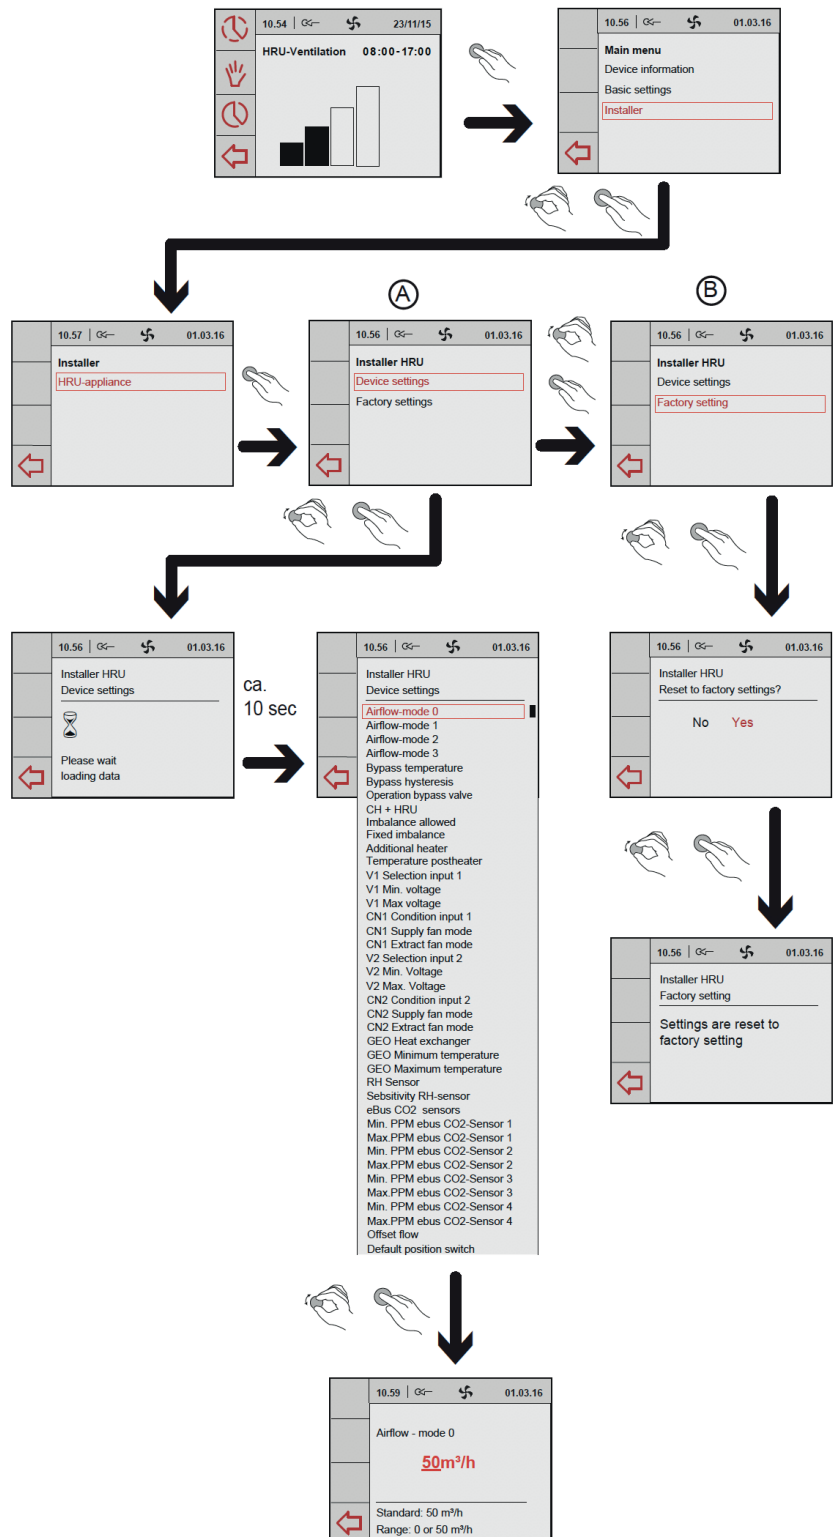 10.54 23/11/15
HRU-Ventilation 08:00-17:00
10.56 01.03.16
Main menu
Device information
Basic settings
Installer
A
B
10.57 01.03.16
Installer
HRU-appliance
10.56 01.03.16
Installer HRU
Device settings
Factory settings
10.56 01.03.16
Installer HRU
Device settings
Factory setting
10.56 01.03.16
Installer HRU
Device settings
Please wait
loading data
ca.
10 sec
10.56 01.03.16
Installer HRU
Device settings
Airflow-mode 0
Airflow-mode 1
Airflow-mode 2
Airflow-mode 3
Bypass temperature
Bypass hysteresis
Operation bypass valve
CH + HRU
Imbalance allowed
Fixed imbalance
Additional heater
Temperature postheater
V1 Selection input 1
V1 Min. voltage
V1 Max voltage
CN1 Condition input 1
CN1 Supply fan mode
CN1 Extract fan mode
V2 Selection input 2
V2 Min. Voltage
V2 Max. Voltage
CN2 Condition input 2
CN2 Supply fan mode
CN2 Extract fan mode
GEO Heat exchanger
GEO Minimum temperature
GEO Maximum temperature
RH Sensor
Sebsitivity RH-sensor
eBus CO2 sensors
Min. PPM ebus CO2-Sensor 1
Max.PPM ebus CO2-Sensor 1
Min. PPM ebus CO2-Sensor 2
Max.PPM ebus CO2-Sensor 2
Min. PPM ebus CO2-Sensor 3
Max.PPM ebus CO2-Sensor 3
Min. PPM ebus CO2-Sensor 4
Max.PPM ebus CO2-Sensor 4
Offset flow
Default position switch
10.56 01.03.16
Installer HRU
Reset to factory settings?
No Yes
10.56 01.03.16
Installer HRU
Factory setting
Settings are reset to
factory setting
10.59 01.03.16
Airflow - mode 0
50m³/h
Standard: 50 m³/h
Range: 0 or 50 m³/h